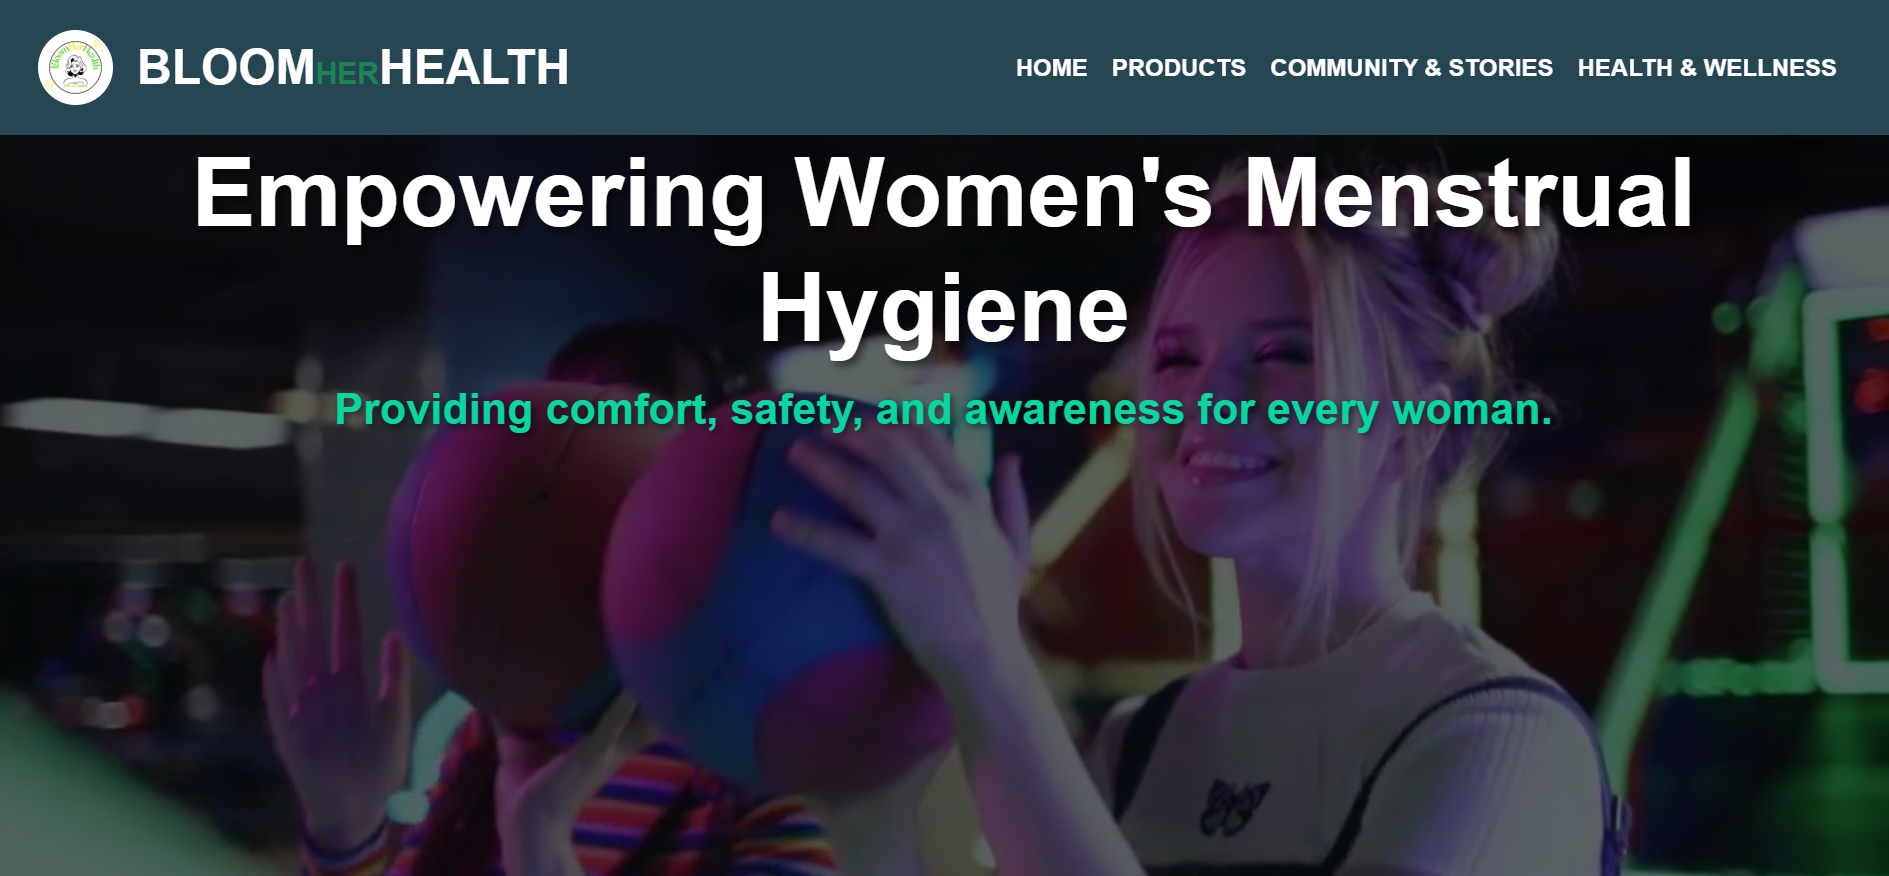 BloomHerHealth
BLOOMHERHEALTH
HOME PRODUCTS COMMUNITY & STORIES HEALTH & WELLNESS
Empowering Women's Menstrual
Hygiene
Providing comfort, safety, and awareness for every woman.